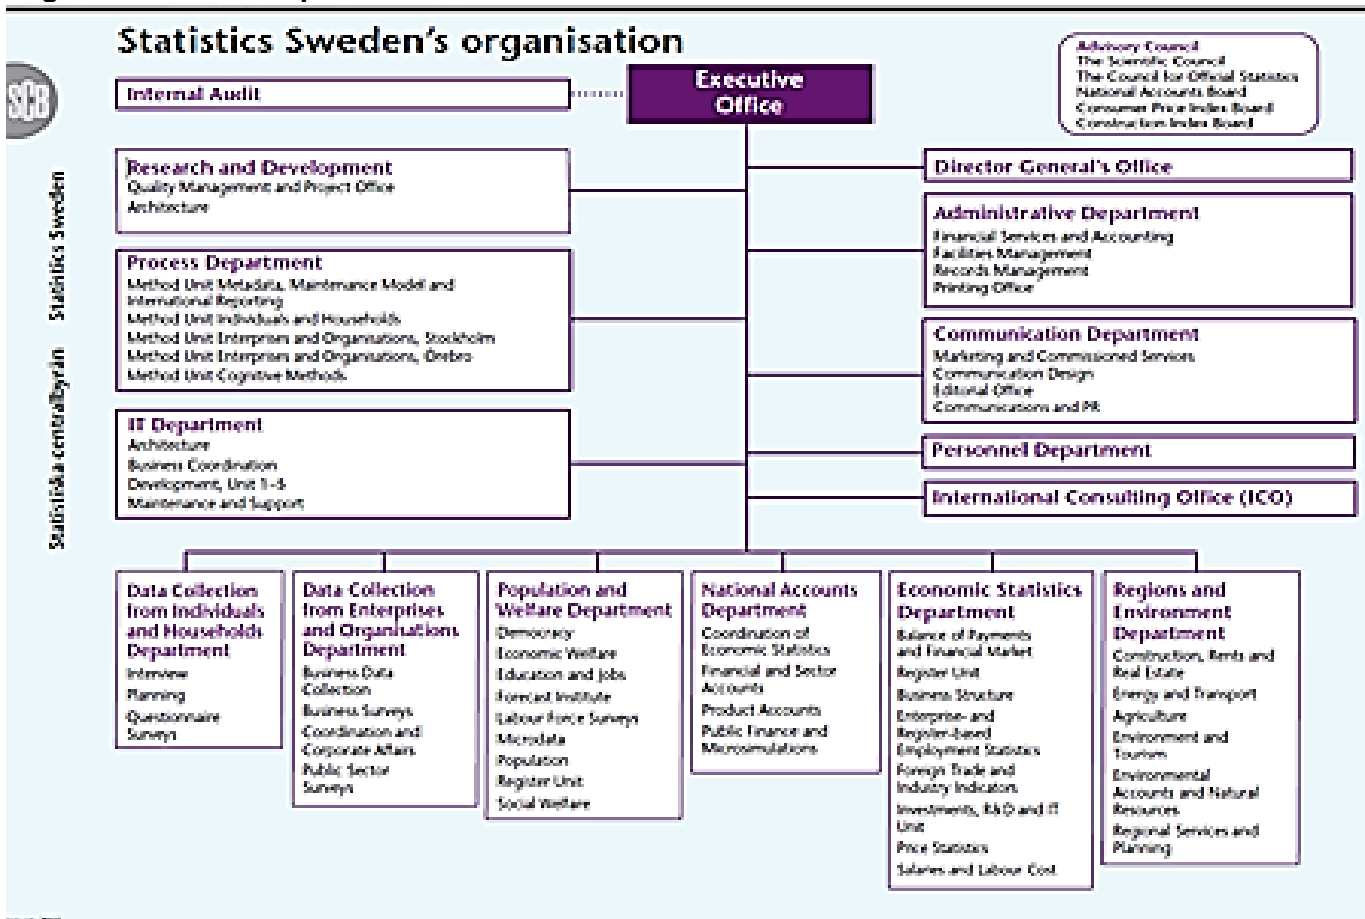 Statistics Sweden's organisation
SCB
Statistiska centralbyrån Statistics Sweden
Executive
Office
Internal Audit
Advisory Council
The Scientific Council
The Council for Official Statistics
National Accounts Board
Consumer Price Index Board
Construction Index Board
Research and Development
Quality Management and Project Office
Architecture
Process Department
Method Unit Metadata, Maintenance Model and
International Reporting
Method Unit Individuals and Households
Method Unit Enterprises and Organisations, Stockholm
Method Unit Enterprises and Organisations, Örebro
Method Unit Cognitive Methods
IT Department
Architecture
Business Coordination
Development, Unit
Maintenance and Support
Director General's Office
Administrative Department
Financial Services and Accounting
Facilities Management
Records Management
Printing Office
Communication Department
Marketing and Commissioned Services
Communication Design
Editorial Office
Communications and PR
Personnel Department
International Consulting Office (ICO)
Data Collection
from Individuals
and Households
Department
Interview
Planning
Questionnaire
Surveys
Data Collection
from Enterprises
and Organisations
Department
Business Data
Collection
Business Surveys
Coordination and
Corporate Affairs
Public Sector
Surveys
Population and
Welfare Department
Democracy
Economic Welfare
Education and Jobs
Forecast Institute
Labour Force Surveys
Microdata
Population
Register Unit
Social Welfare
National Accounts
Department
Coordination of
Economic Statistics
Financial and Sector
Accounts
Product Accounts
Public Finance and
Microsimulations
Economic Statistics
Department
Balance of Payments
and Financial Market
Register Unit
Business Structure
Enterprise- and
Register-based
Employment Statistics
Foreign Trade and
Industry Indicators
Investments, R&D and IT
Unit
Price Statistics
Salaries and Labour Cost
Regions and
Environment
Department
Construction, Rents and
Real Estate
Energy and Transport
Agriculture
Environment and
Tourism
Environmental
Accounts and Natural
Resources
Regional Services and
Planning